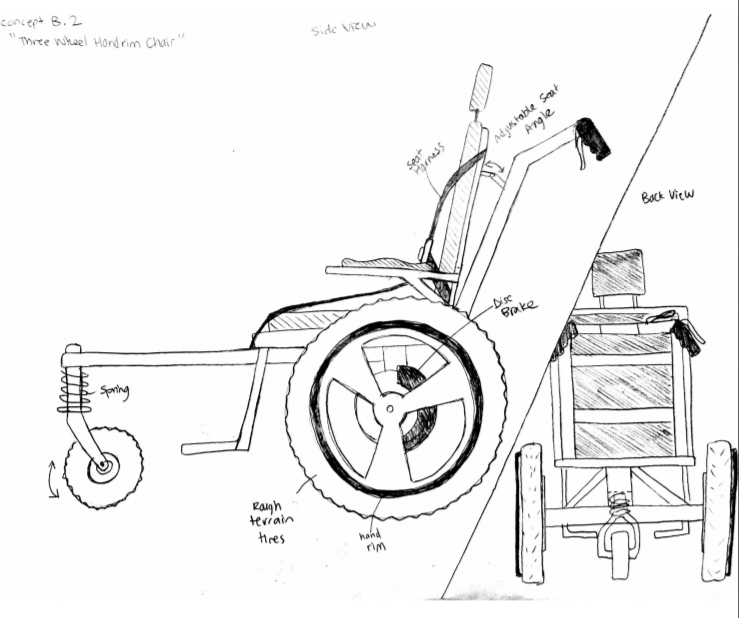 concept B.2
"Three Wheel Handrim Chair"
Side View
Adjustable Seat
Angle
Seat
Harness
Back View
Disc
Brake
Spring
Rough
terrain
tires
hand
rim